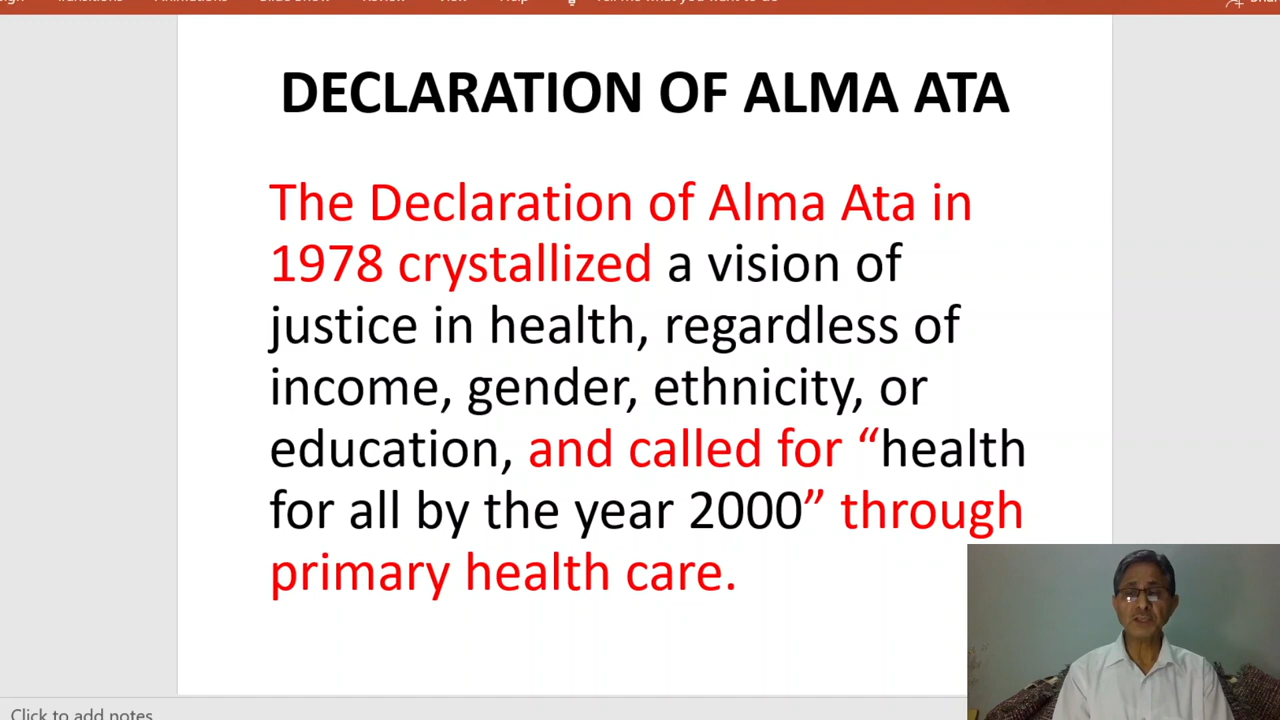 DECLARATION OF ALMA ATA
The Declaration of Alma Ata in
1978 crystallized a vision of
justice in health, regardless of
income, gender, ethnicity, or
education, and called for “health
for all by the year 2000” through
primary health care.
Click to add notes